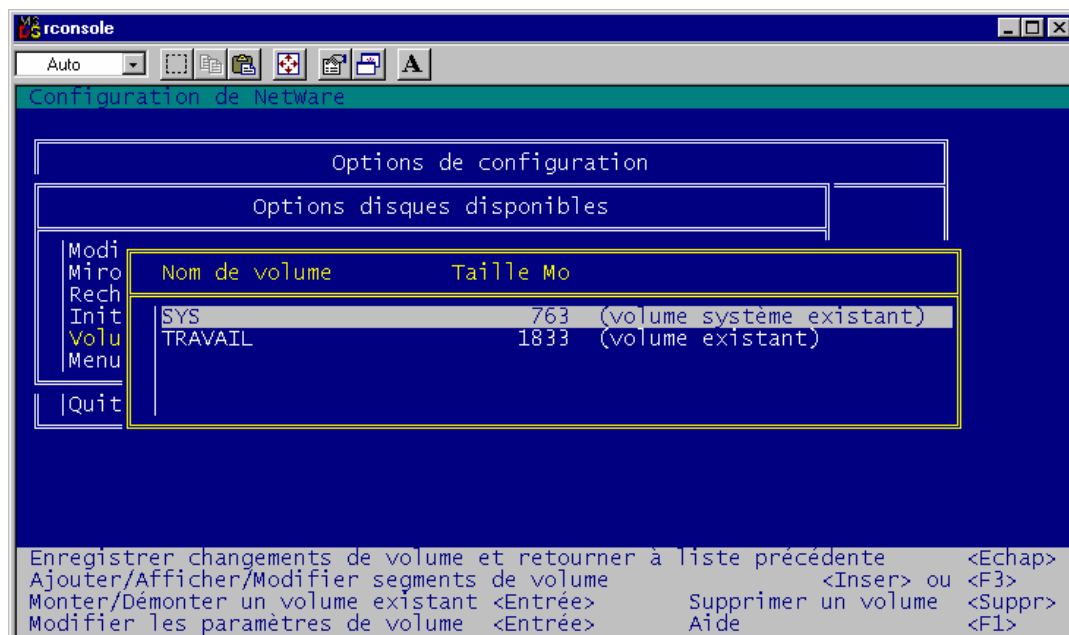 rconsole
Auto
A
Configuration de NetWare
Options de configuration
Options disques disponibles
Modi
Miro
Rech
Init
Volu
Menu
Quit
Nom de volume Taille Mo
SYS 763 (volume système existant)
TRAVAIL 1833 (volume existant)
Enregistrer changements de volume et retourner à liste précédente <Echap>
Ajouter/Afficher/Modifier segments de volume <Inser> ou <F3>
Monter/Démonter un volume existant <Entrée> Supprimer un volume <Suppr>
Modifier les paramètres de volume <Entrée> Aide <F1>